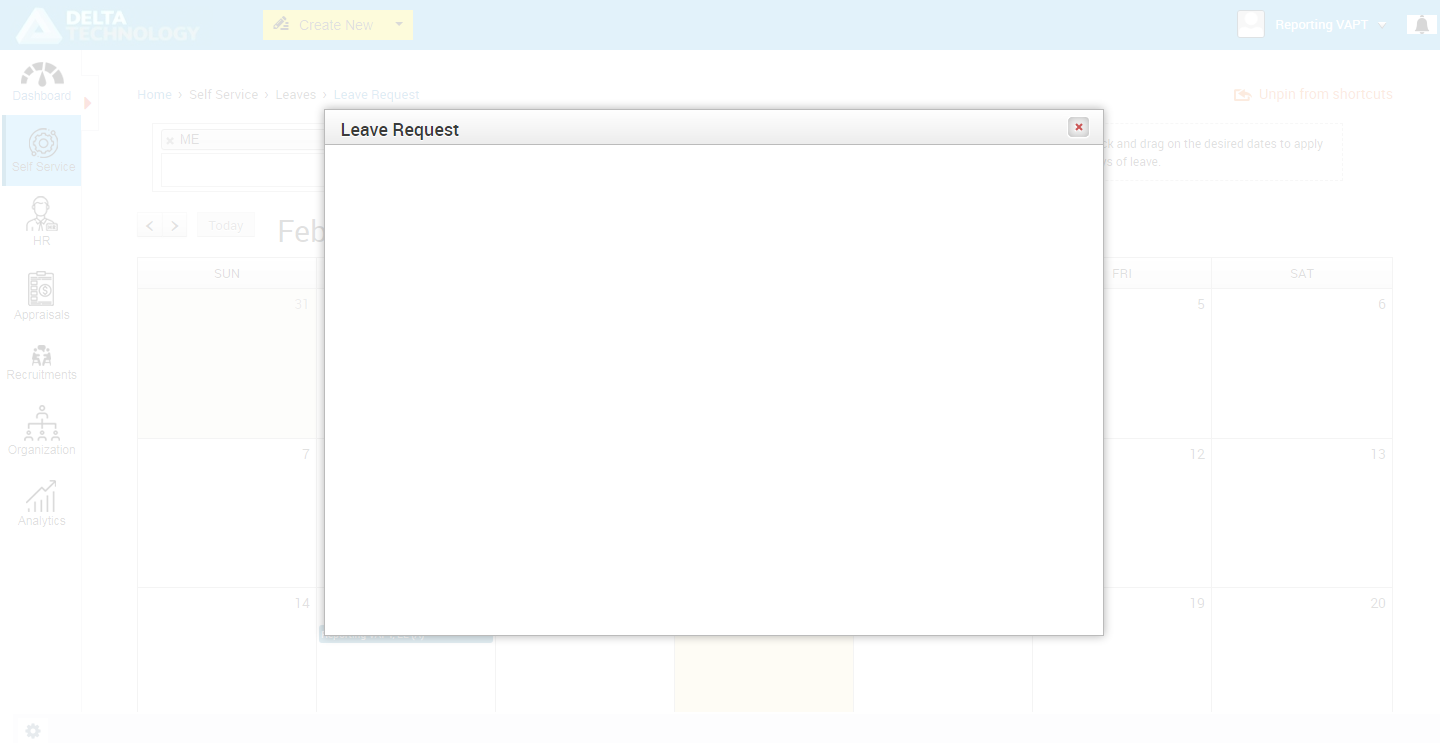 DELTA
TECHNOLOGY
Create New
Reporting VAPT
Dashboard
Self Service
HR
Appraisals
Recruitments
Organization
Analytics
Home › Self Service › Leaves › Leave Request
Unpin from shortcuts
Leave Request
ME
and drag on the desired dates to apply
of leave.
Today
Feb
SUN FRI SAT
31 5 6
7 12 13
14 19 20